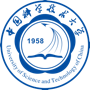 中国科学技术大学
1958
University of Science and Technology of China